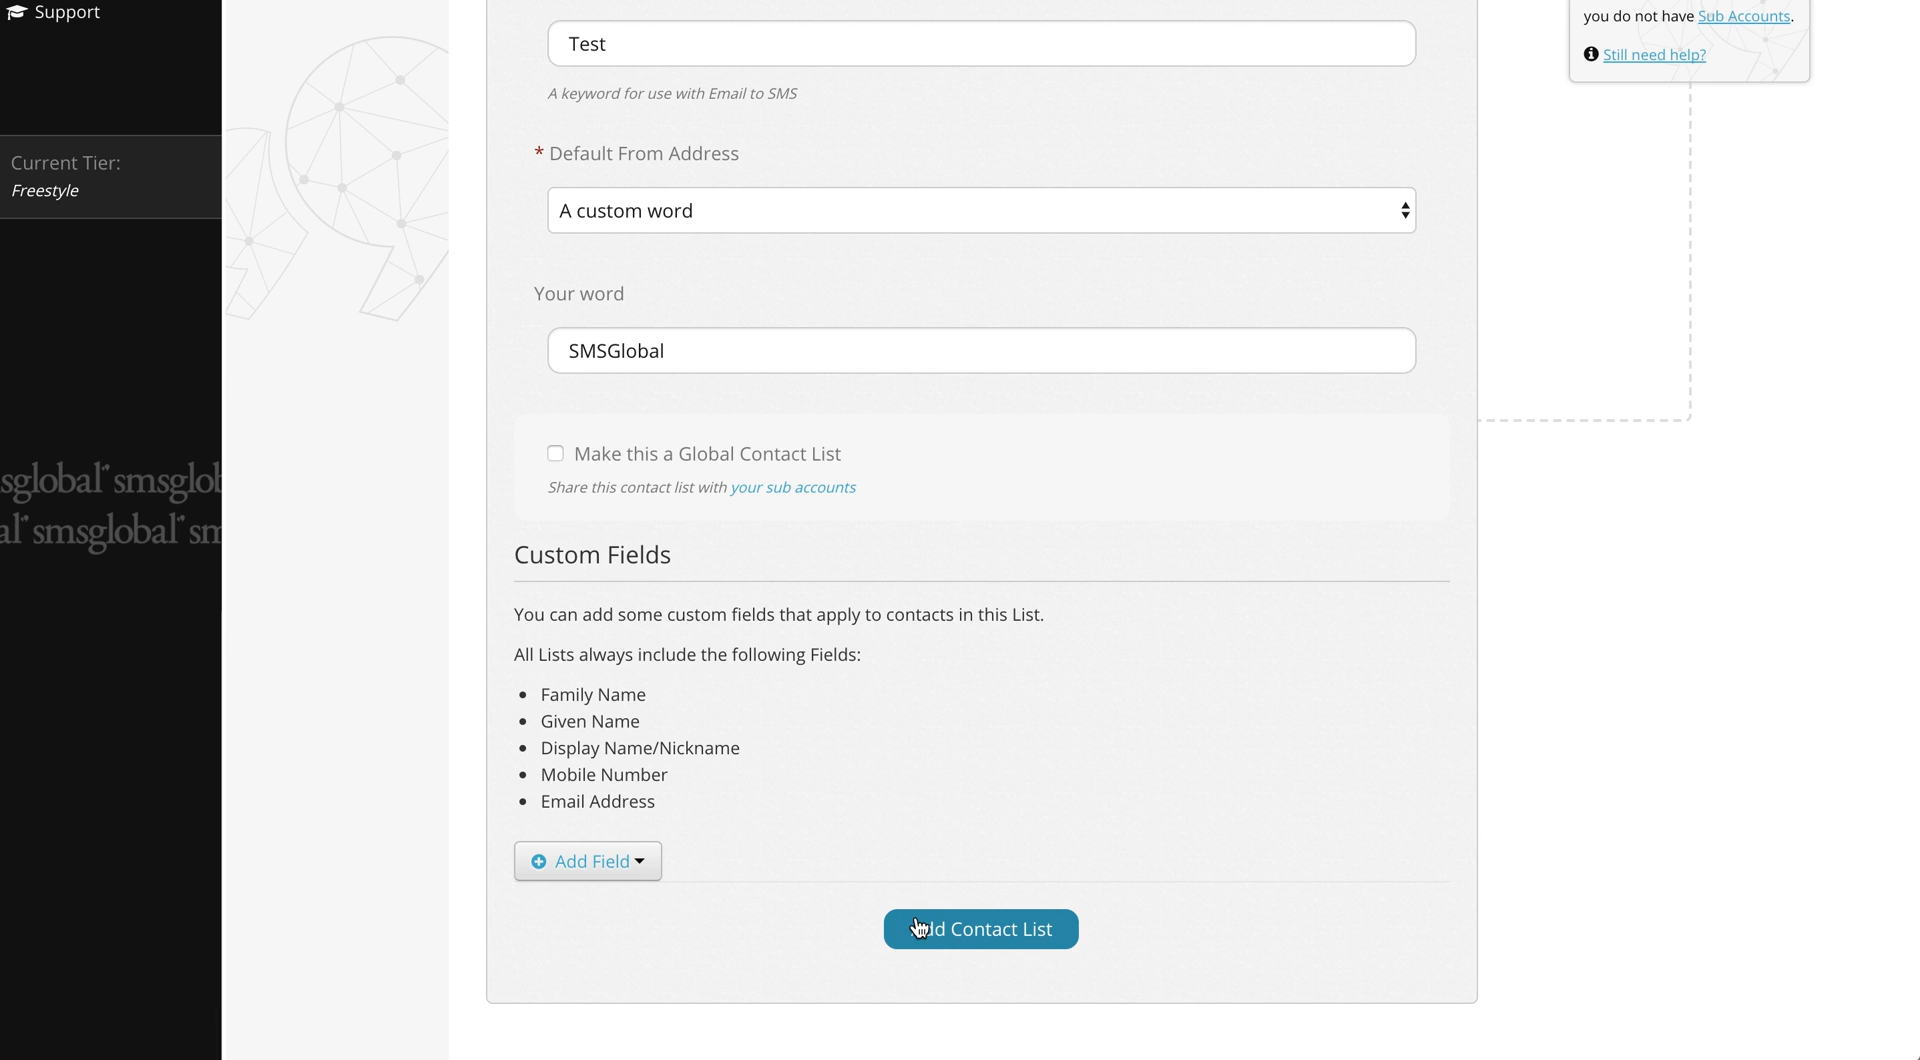 Support
Current Tier:
Freestyle
sglobal smsglob
al smsglobal sm
Test
A keyword for use with Email to SMS
* Default From Address
A custom word
Your word
SMSGlobal
Make this a Global Contact List
Share this contact list with your sub accounts
Custom Fields
You can add some custom fields that apply to contacts in this List.
All Lists always include the following Fields:
• Family Name
• Given Name
• Display Name/Nickname
• Mobile Number
• Email Address
Add Field
Contact List
you do not have Sub Accounts.
Still need help?